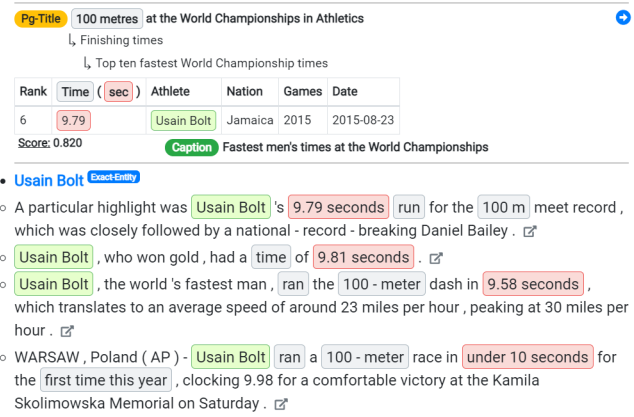 Pg-Title 100 metres at the World Championships in Athletics
Finishing times
Top ten fastest World Championship times
Rank Time ( sec ) Athlete Nation Games Date
6 9.79 Usain Bolt Jamaica 2015 2015-08-23
Score: 0.820 Caption Fastest men's times at the World Championships
Usain Bolt Exact-Entity
A particular highlight was Usain Bolt 's 9.79 seconds run for the 100 m meet record ,
which was closely followed by a national - record - breaking Daniel Bailey .
Usain Bolt , who won gold , had a time of 9.81 seconds .
Usain Bolt , the world 's fastest man , ran the 100 - meter dash in 9.58 seconds ,
which translates to an average speed of around 23 miles per hour , peaking at 30 miles per
hour .
WARSAW , Poland ( AP ) - Usain Bolt ran a 100 - meter race in under 10 seconds for
the first time this year , clocking 9.98 for a comfortable victory at the Kamila
Skolimowska Memorial on Saturday .